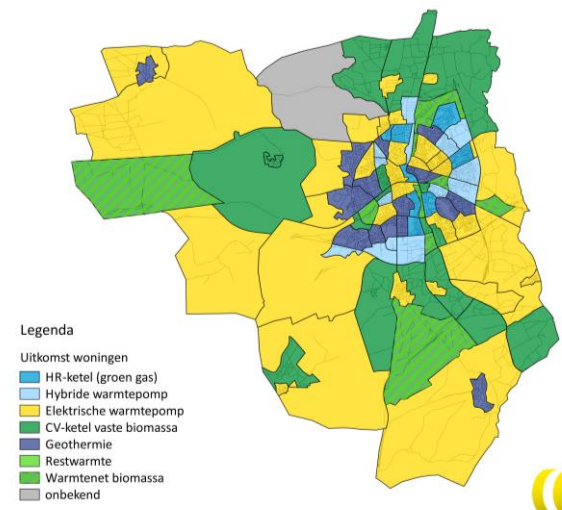 Legenda
Uitkomst woningen
HR-ketel (groen gas)
Hybride warmtepomp
Elektrische warmtepomp
CV-ketel vaste biomassa
Geothermie
Restwarmte
Warmtenet biomassa
onbekend